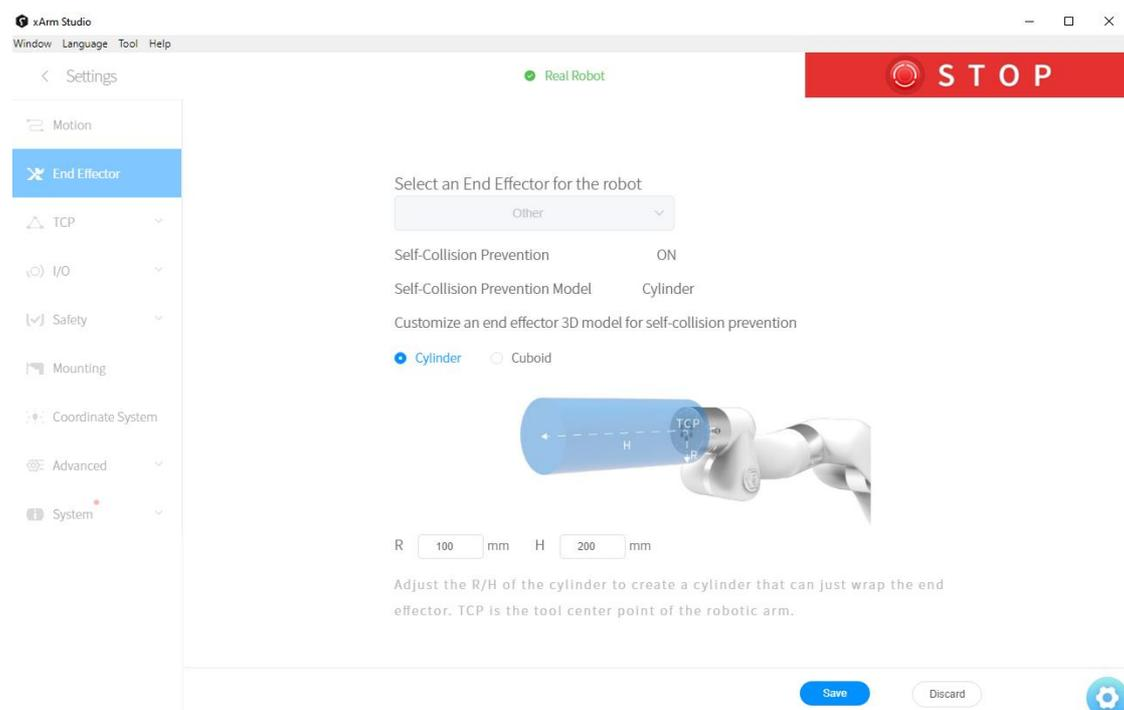 xArm Studio
Window Language Tool Help
Settings
Real Robot
STOP
Motion
End Effector
TCP
I/O
Safety
Mounting
Coordinate System
Advanced
System
Select an End Effector for the robot
Other
Self-Collision Prevention ON
Self-Collision Prevention Model Cylinder
Customize an end effector 3D model for self-collision prevention
Cylinder Cuboid
TCP
H
R
R 100 mm H 200 mm
Adjust the R/H of the cylinder to create a cylinder that can just wrap the end
effector. TCP is the tool center point of the robotic arm.
Save Discard